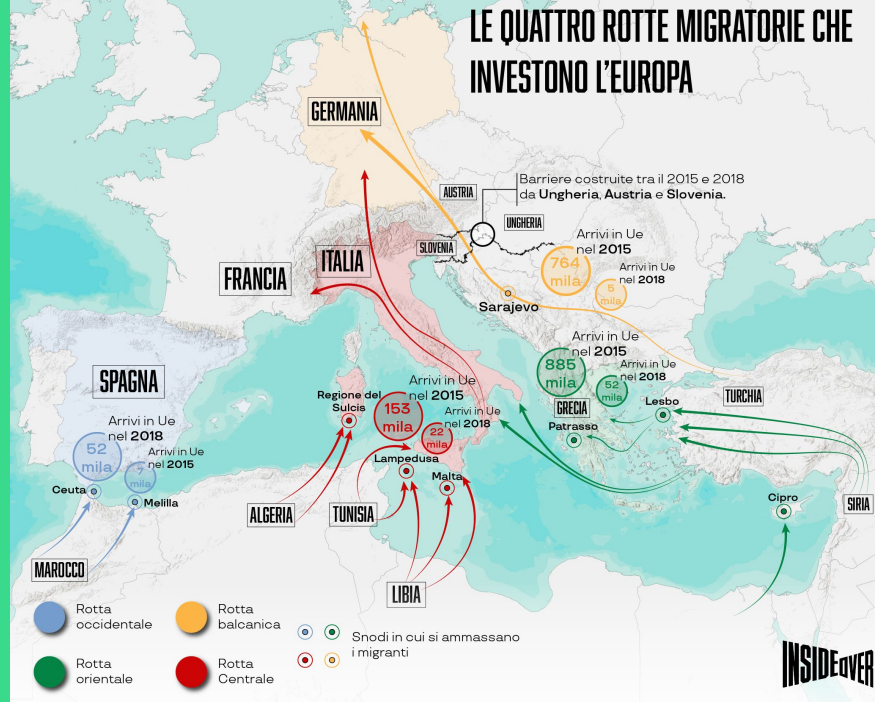 LE QUATTRO ROTTE MIGRATORIE CHE
INVESTONO L'EUROPA
GERMANIA
AUSTRIA
Barriere costruite tra il 2015 e 2018
da Ungheria, Austria e Slovenia.
UNGHERIA
SLOVENIA
ITALIA
FRANCIA
Arrivi in Ue
nel 2015
764
mila
Arrivi in Ue
nel 2018
5
mila
Sarajevo
Arrivi in Ue
nel 2015
885
mila
Arrivi in Ue
nel 2018
52
mila
GRECIA
Patrasso
Lesbo
TURCHIA
SPAGNA
Regione del
Sulcis
Arrivi in Ue
nel 2015
153
mila
Arrivi in Ue
nel 2018
22
mila
Arrivi in Ue
nel 2018
52
mila
Arrivi in Ue
nel 2015
mila
Ceuta
Melilla
Lampedusa
Malta
Cipro
SIRIA
ALGERIA
TUNISIA
MAROCCO
LIBIA
Rotta
occidentale
Rotta
balcanica
Rotta
orientale
Rotta
Centrale
Snodi in cui si ammassano
i migranti
INSIDEOVER